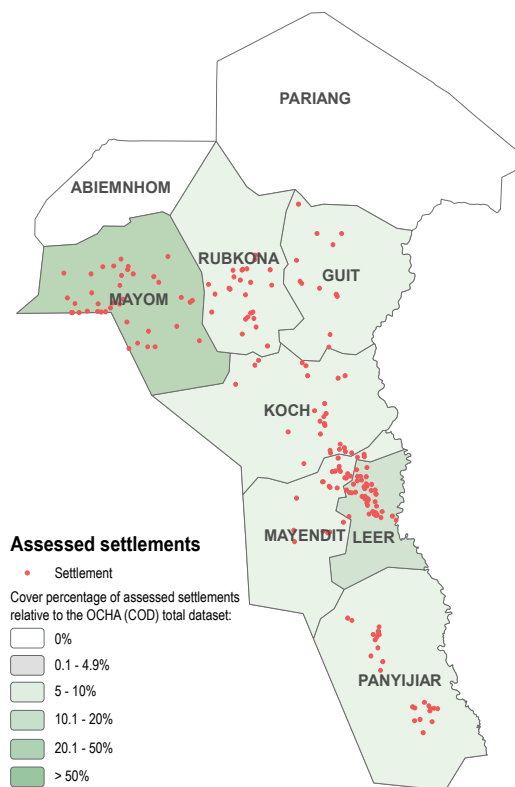 PARIANG
ABIEMNHOM
RUBKONA
GUIT
MAYOM
KOCH
MAYENDIT
LEER
PANYIJIAR
Assessed settlements
Settlement
Cover percentage of assessed settlements
relative to the OCHA (COD) total dataset:
0%
0.1 - 4.9%
5 - 10%
10.1 - 20%
20.1 - 50%
> 50%